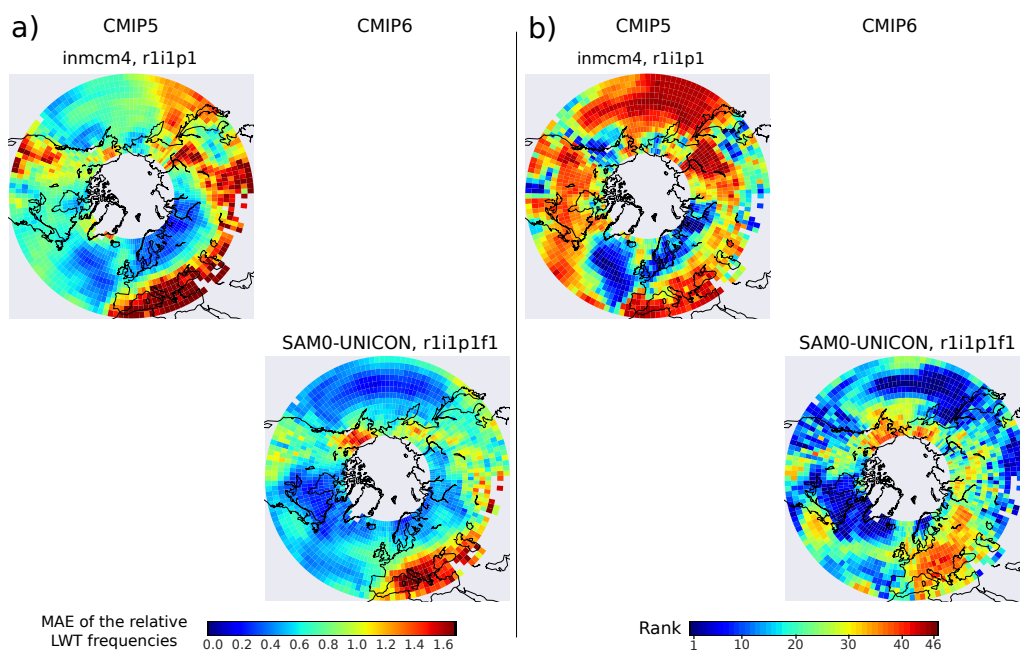 a)
CMIP5
CMIP6
inmcm4, r1i1p1
SAM0-UNICON, r1i1p1f1
MAE of the relative
LWT frequencies
0.0 0.2 0.4 0.6 0.8 1.0 1.2 1.4 1.6
b)
CMIP5
CMIP6
inmcm4, r1i1p1
SAM0-UNICON, r1i1p1f1
Rank
1 10 20 30 40 46